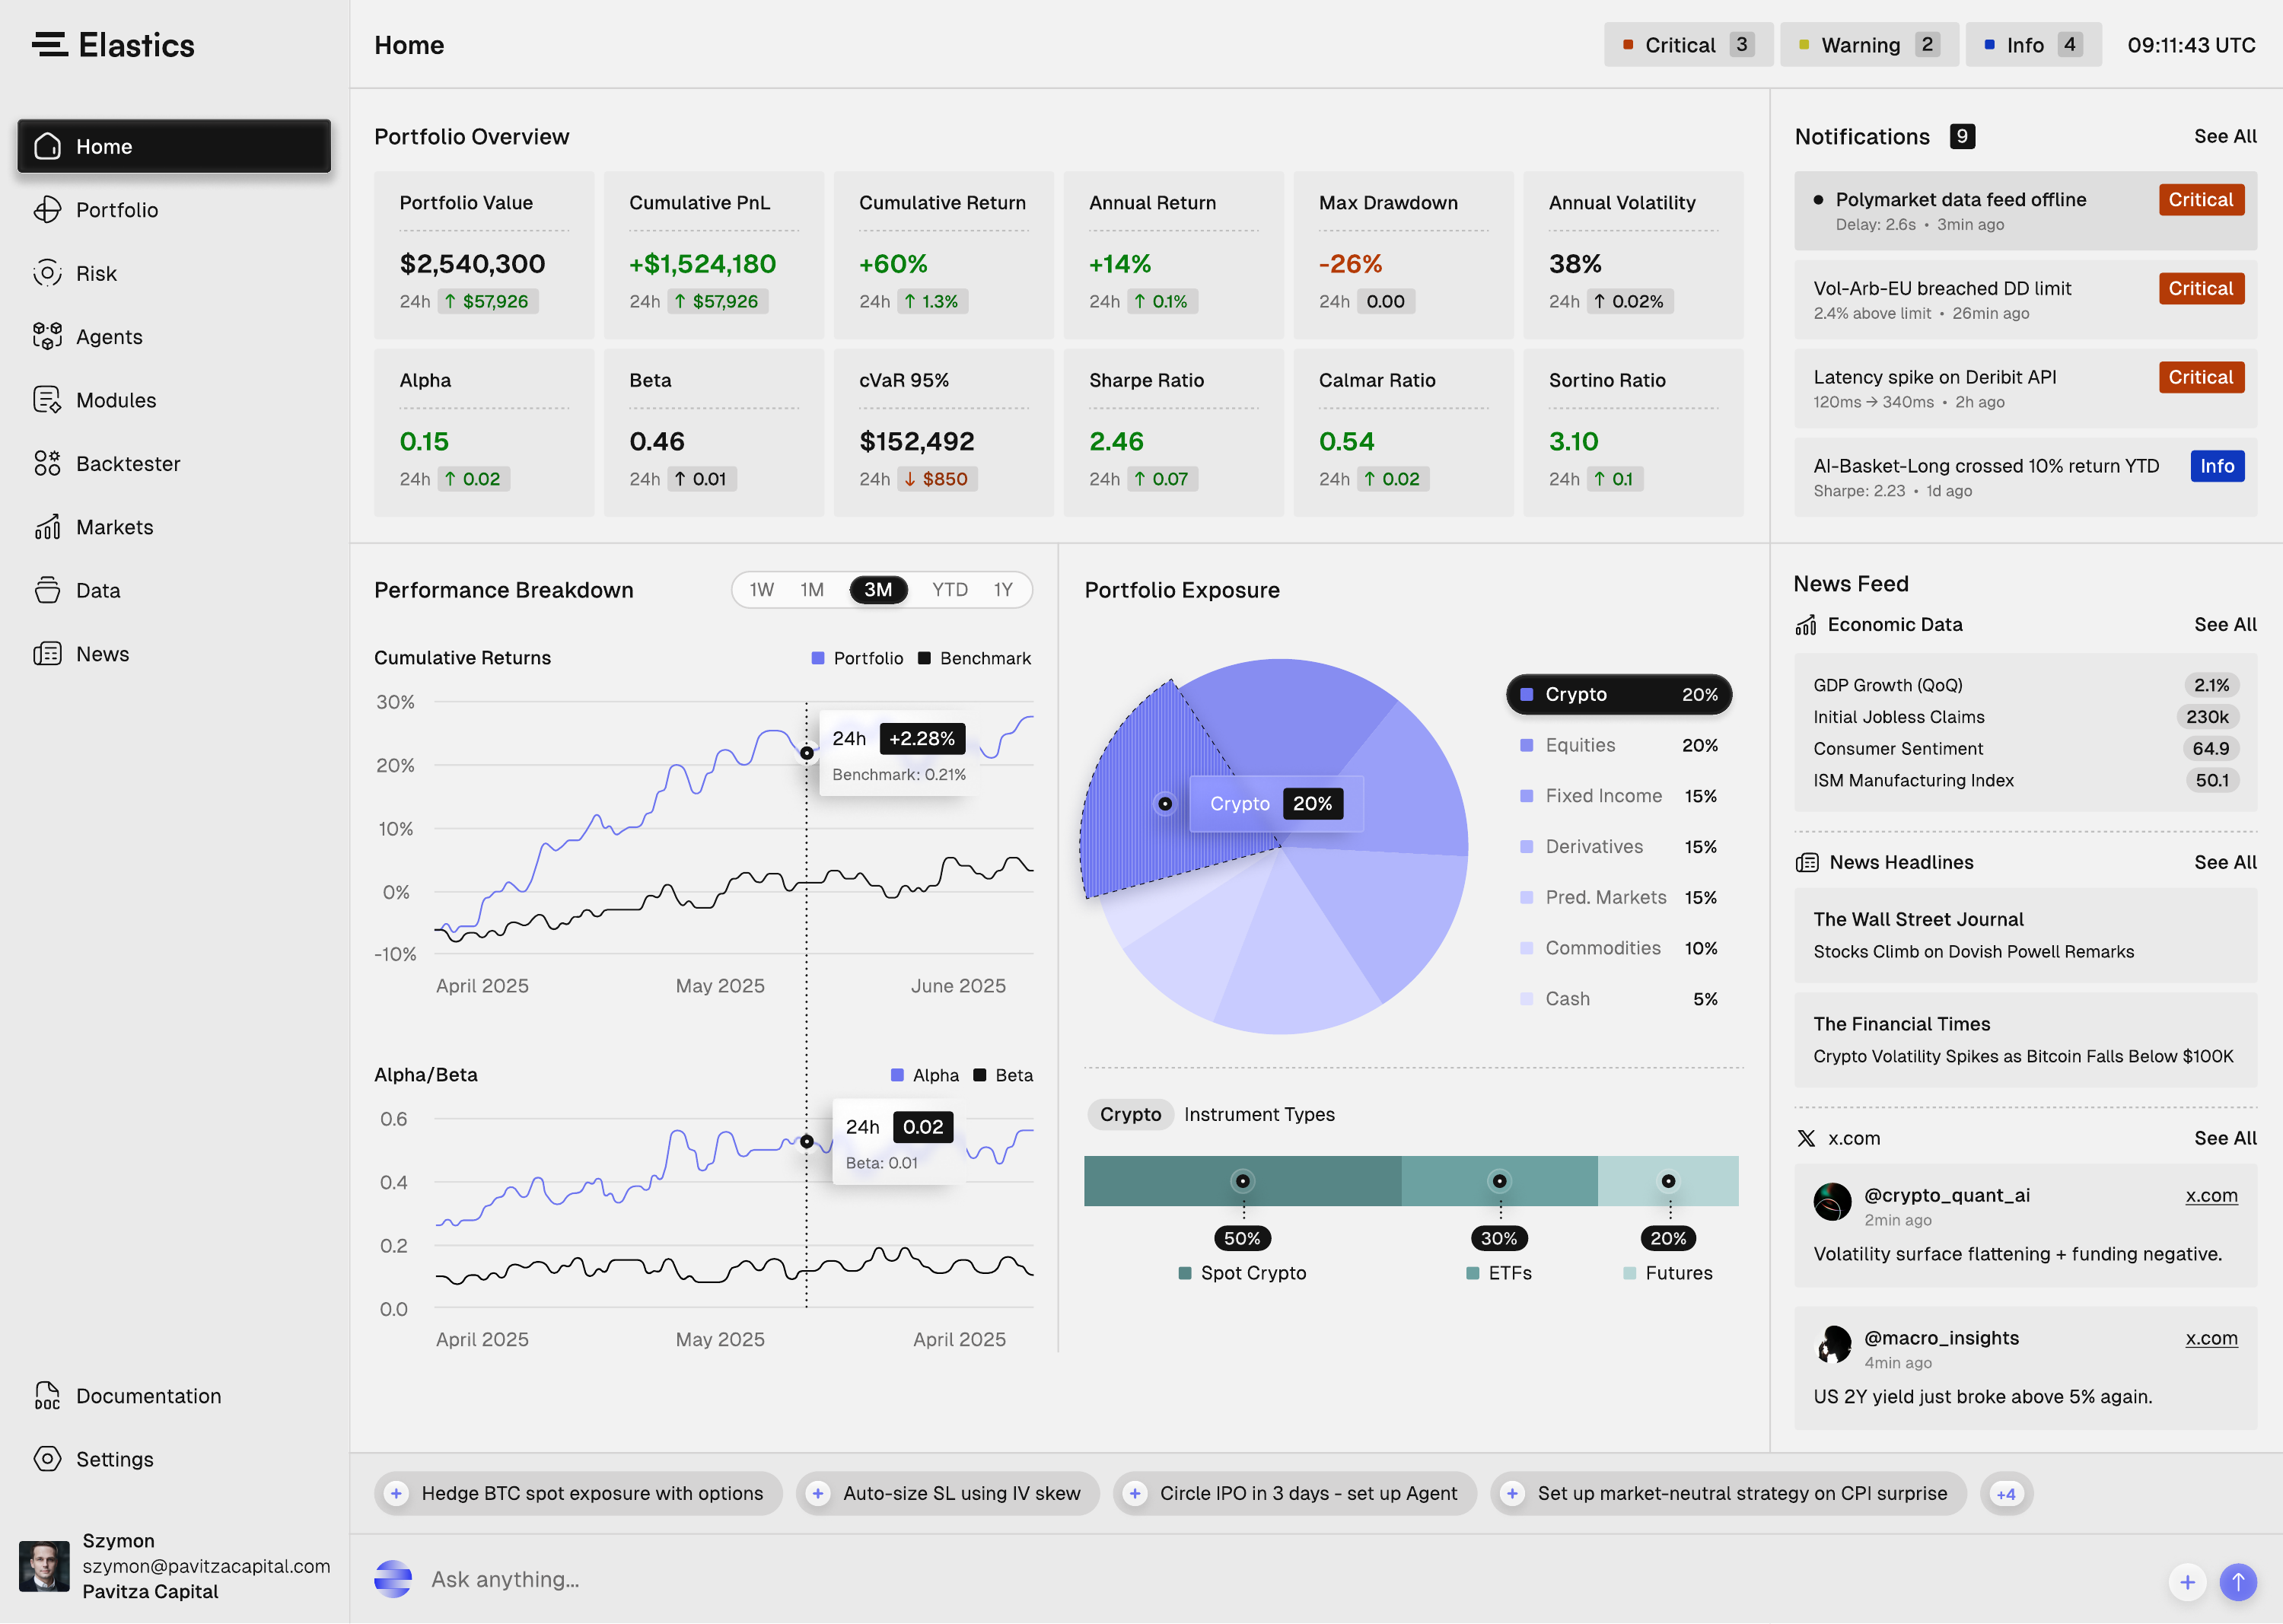 Elastics
Home
Portfolio
Risk
Agents
Modules
Backtester
Markets
Data
News
DOC
Documentation
Settings
Szymon
szymon@pavitzacapital.com
Pavitza Capital
Home
Critical 3
Warning 2
Info 4
09:11:43 UTC
Portfolio Overview
Portfolio Value
$2,540,300
24h ↑ $57,926
Cumulative PnL
+$1,524,180
24h ↑ $57,926
Cumulative Return
+60%
24h ↑ 1.3%
Annual Return
+14%
24h ↑ 0.1%
Max Drawdown
-26%
24h 0.00
Annual Volatility
38%
24h ↑ 0.02%
Alpha
0.15
24h ↑ 0.02
Beta
0.46
24h ↑ 0.01
cVaR 95%
$152,492
24h ↓ $850
Sharpe Ratio
2.46
24h ↑ 0.07
Calmar Ratio
0.54
24h ↑ 0.02
Sortino Ratio
3.10
24h ↑ 0.1
Notifications 9
See All
Polymarket data feed offline
Critical
Delay: 2.6s • 3min ago
Vol-Arb-EU breached DD limit
Critical
2.4% above limit • 26min ago
Latency spike on Deribit API
Critical
120ms → 340ms • 2h ago
AI-Basket-Long crossed 10% return YTD
Info
Sharpe: 2.23 • 1d ago
Performance Breakdown
1W 1M 3M YTD 1Y
Cumulative Returns
Portfolio Benchmark
30%
20%
10%
0%
-10%
24h +2.28%
Benchmark: 0.21%
April 2025 May 2025 June 2025
Alpha/Beta
Alpha Beta
0.6
0.4
0.2
0.0
24h 0.02
Beta: 0.01
April 2025 May 2025 April 2025
Portfolio Exposure
Crypto 20%
Crypto 20%
Equities 20%
Fixed Income 15%
Derivatives 15%
Pred. Markets 15%
Commodities 10%
Cash 5%
Crypto Instrument Types
50% 30% 20%
Spot Crypto ETFs Futures
News Feed
Economic Data
See All
GDP Growth (QoQ) 2.1%
Initial Jobless Claims 230k
Consumer Sentiment 64.9
ISM Manufacturing Index 50.1
News Headlines
See All
The Wall Street Journal
Stocks Climb on Dovish Powell Remarks
The Financial Times
Crypto Volatility Spikes as Bitcoin Falls Below $100K
x.com
See All
@crypto_quant_ai
x.com
2min ago
Volatility surface flattening + funding negative.
@macro_insights
x.com
4min ago
US 2Y yield just broke above 5% again.
Hedge BTC spot exposure with options
Auto-size SL using IV skew
Circle IPO in 3 days - set up Agent
Set up market-neutral strategy on CPI surprise
+4
Ask anything...